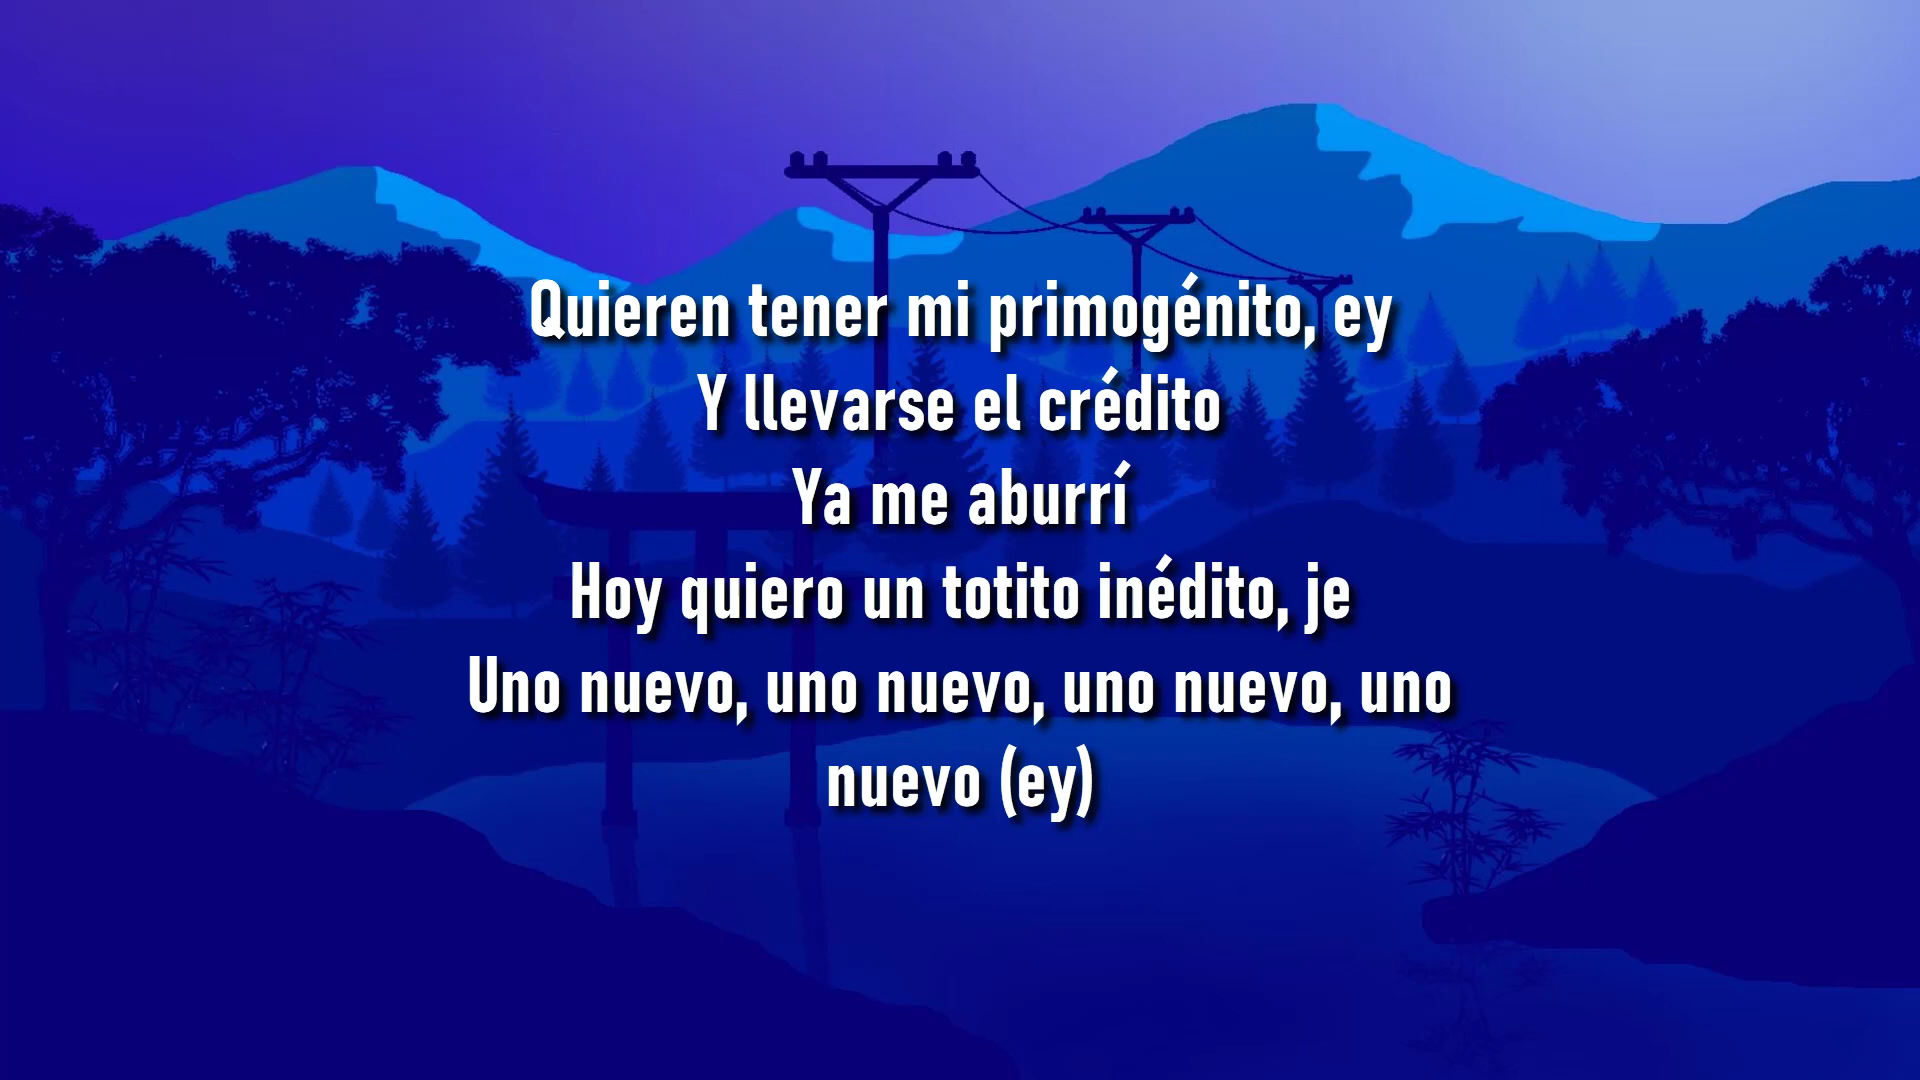 Quieren tener mi primogénito, ey
Y llevarse el crédito
Ya me aburrí
Hoy quiero un totito inédito, je
Uno nuevo, uno nuevo, uno nuevo, uno
nuevo (ey)